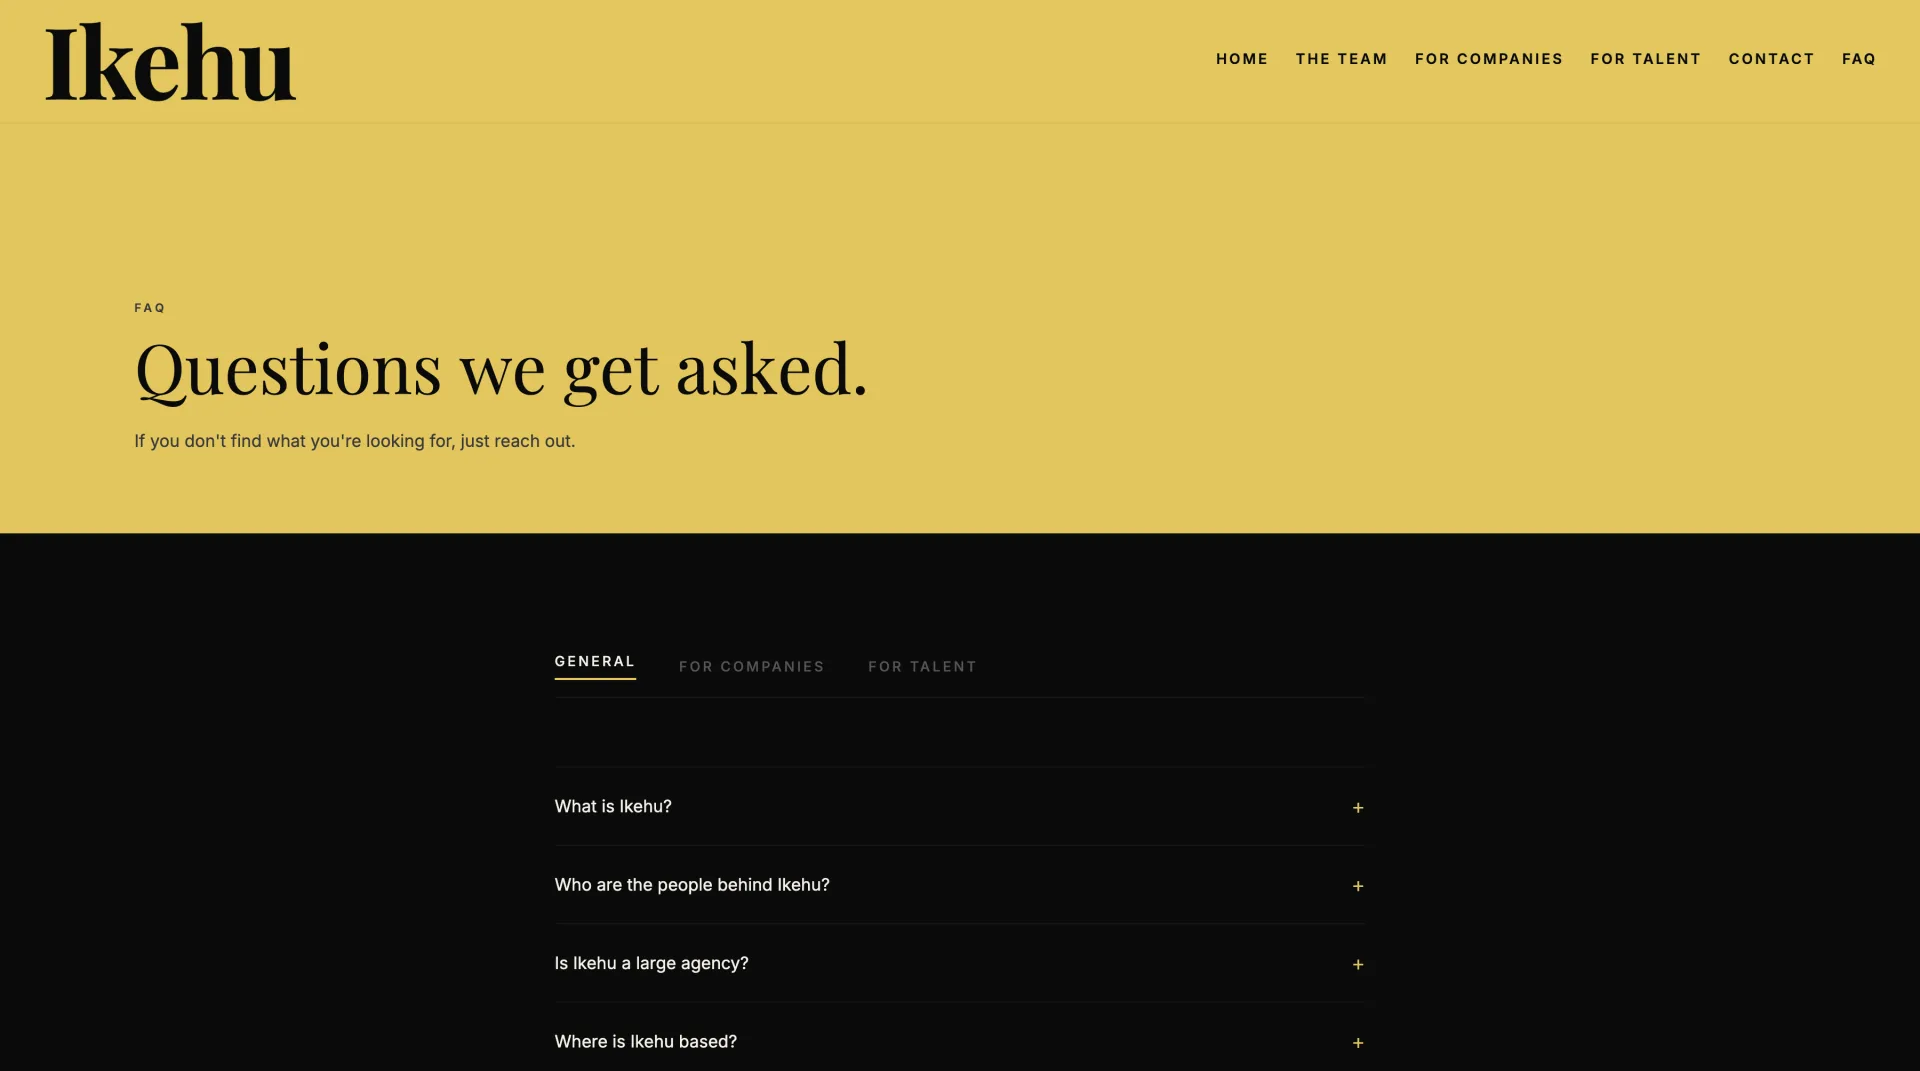 Ikehu
HOME THE TEAM FOR COMPANIES FOR TALENT CONTACT FAQ
FAQ
Questions we get asked.
If you don't find what you're looking for, just reach out.
GENERAL FOR COMPANIES FOR TALENT
What is Ikehu? +
Who are the people behind Ikehu? +
Is Ikehu a large agency? +
Where is Ikehu based? +